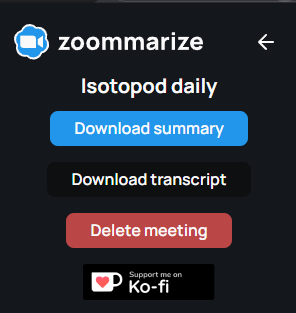 zoommarize
Isotopod daily
Download summary
Download transcript
Delete meeting
Support me on
Ko-fi